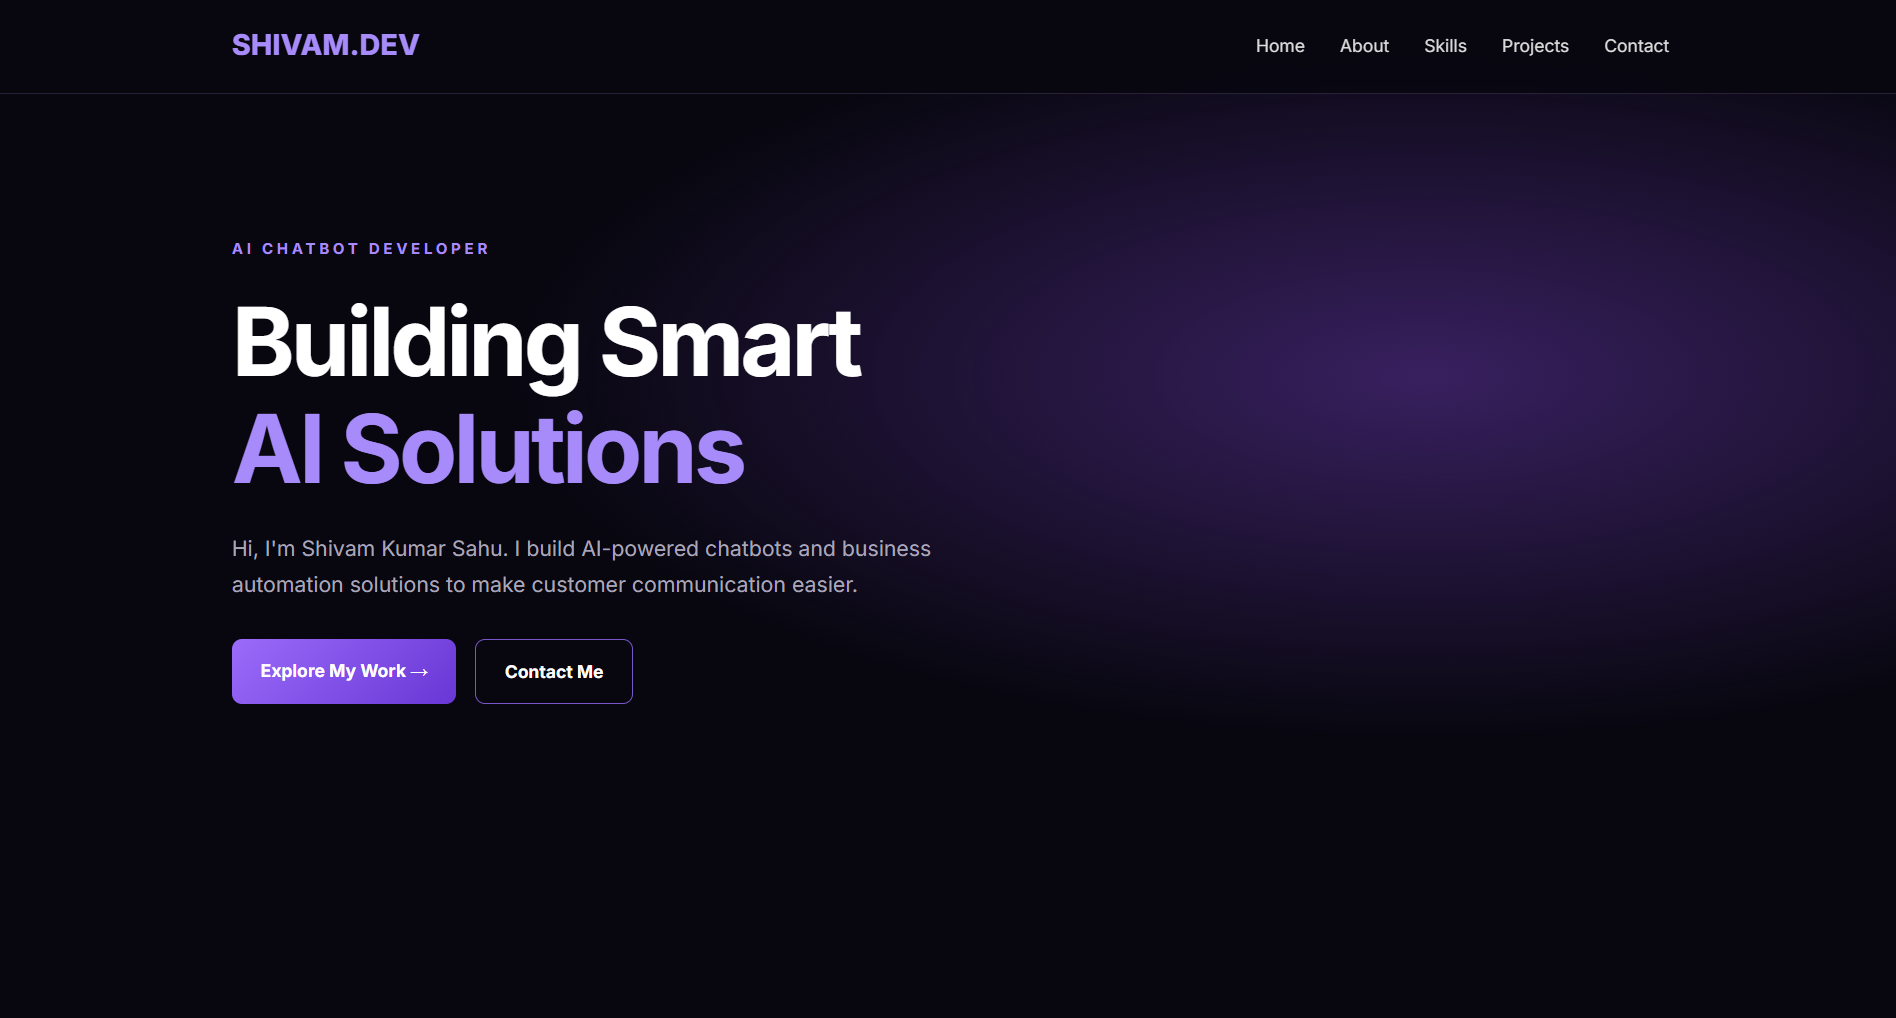 SHIVAM.DEV
Home About Skills Projects Contact
AI CHATBOT DEVELOPER
Building Smart
AI Solutions
Hi, I'm Shivam Kumar Sahu. I build AI-powered chatbots and business
automation solutions to make customer communication easier.
Explore My Work → Contact Me